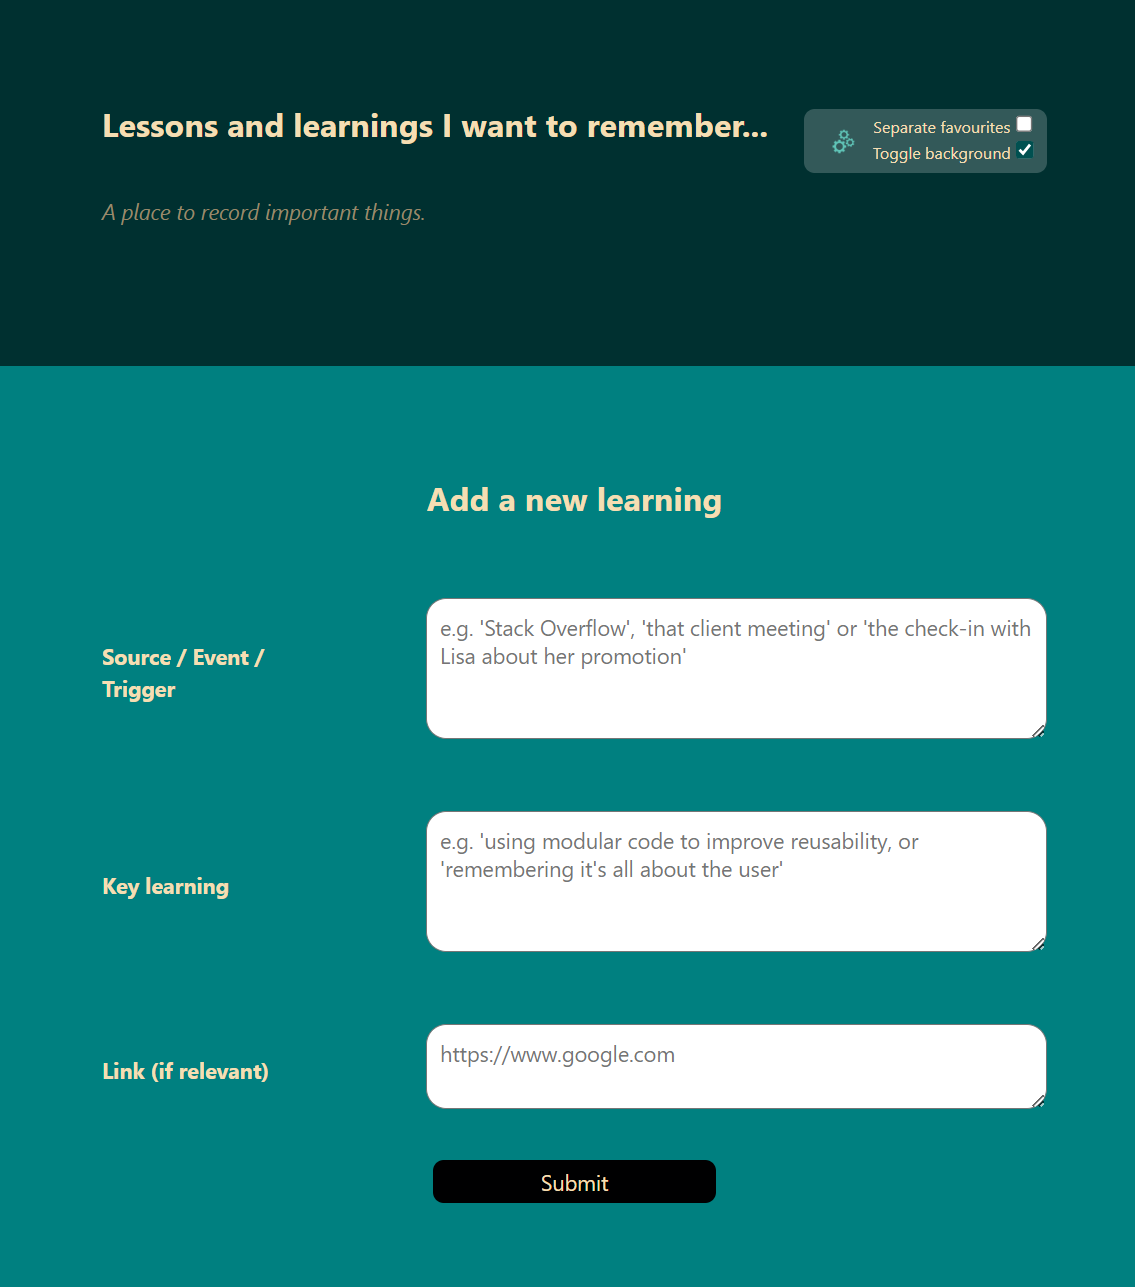 Lessons and learnings I want to remember...
Separate favourites
Toggle background
A place to record important things.
Add a new learning
Source / Event /
Trigger
e.g. 'Stack Overflow', 'that client meeting' or 'the check-in with
Lisa about her promotion'
Key learning
e.g. 'using modular code to improve reusability, or
'remembering it's all about the user'
Link (if relevant)
https://www.google.com
Submit